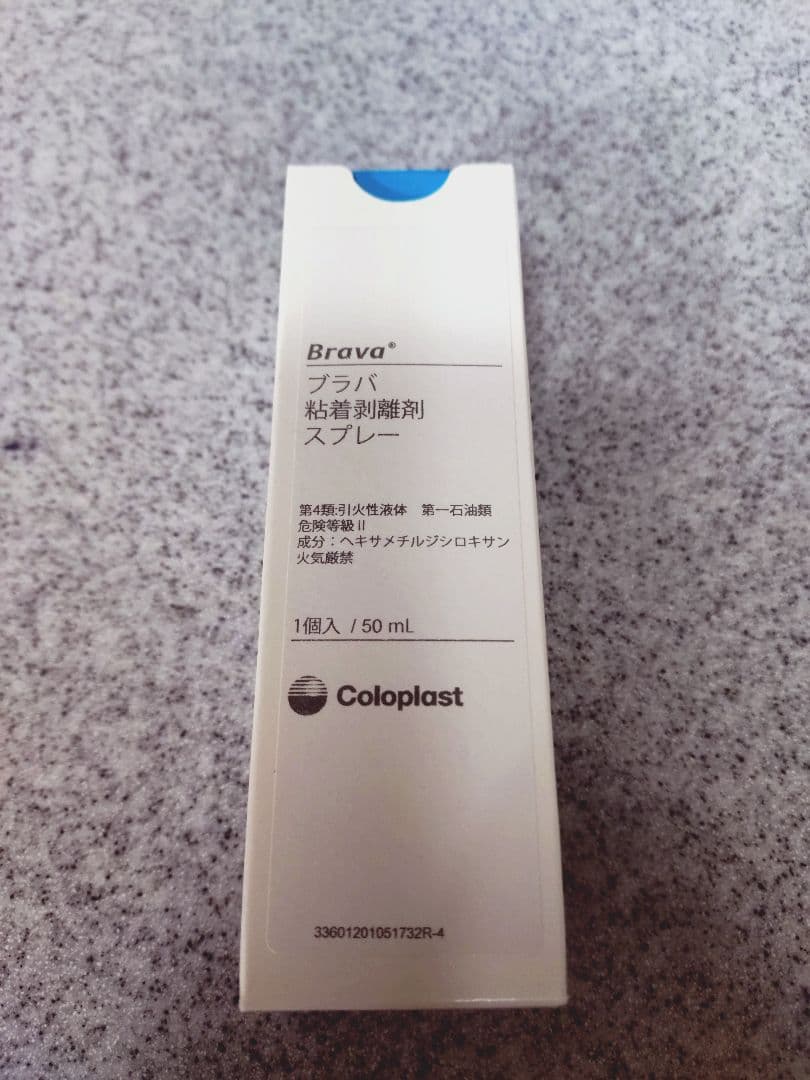 Brava®
ブラバ
粘着剥離剤
スプレー
第4類:引火性液体　第一石油類
危険等級Ⅱ
成分：ヘキサメチルジシロキサン
火気厳禁
1個入 / 50 mL
Coloplast
33601201051732R-4